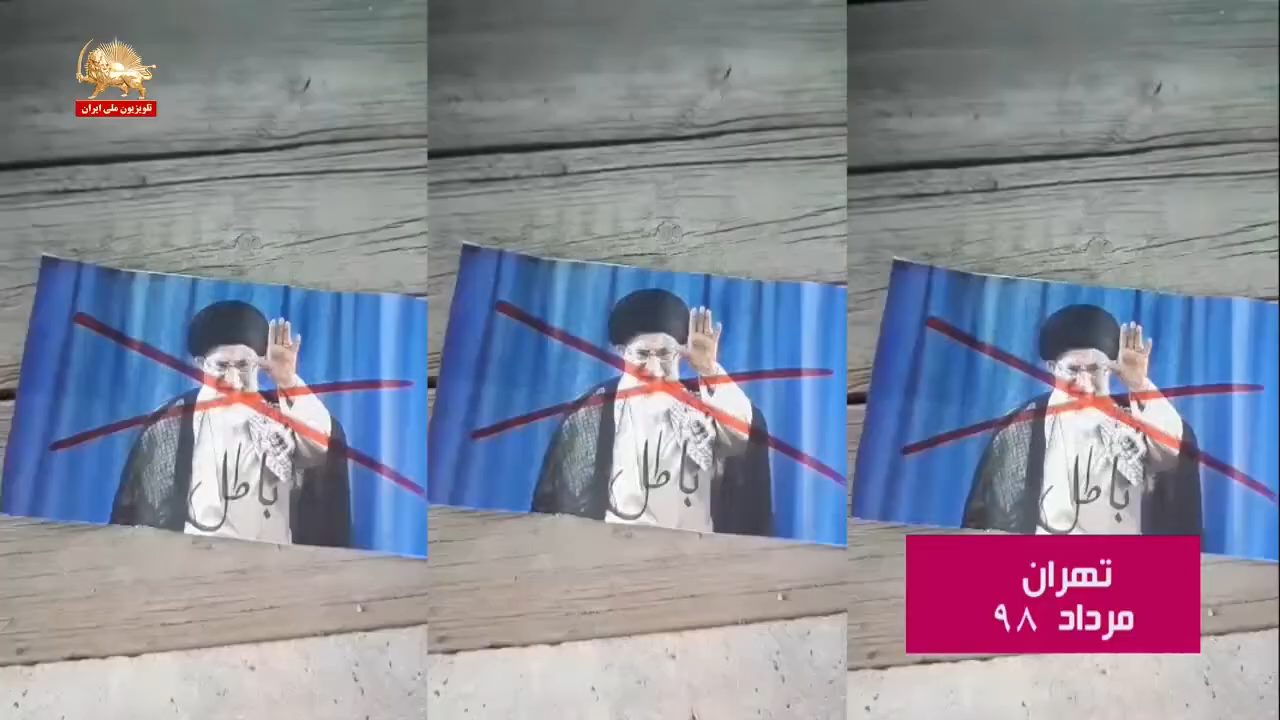 تلویزیون ملی ایران
باطل
باطل
باطل
تهران
مرداد ۹۸